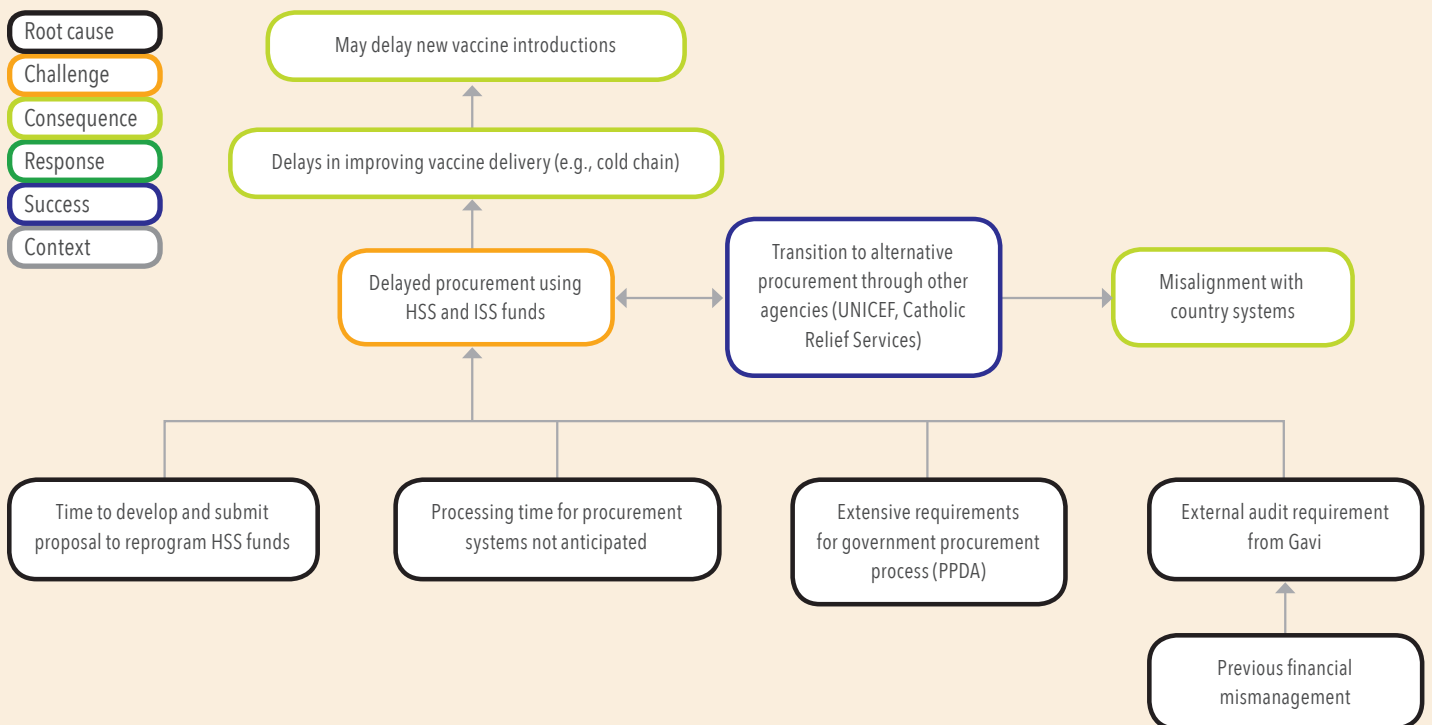 Root cause
Challenge
Consequence
Response
Success
Context
May delay new vaccine introductions
Delays in improving vaccine delivery (e.g., cold chain)
Delayed procurement using
HSS and ISS funds
Transition to alternative
procurement through other
agencies (UNICEF, Catholic
Relief Services)
Misalignment with
country systems
Time to develop and submit
proposal to reprogram HSS funds
Processing time for procurement
systems not anticipated
Extensive requirements
for government procurement
process (PPDA)
External audit requirement
from Gavi
Previous financial
mismanagement